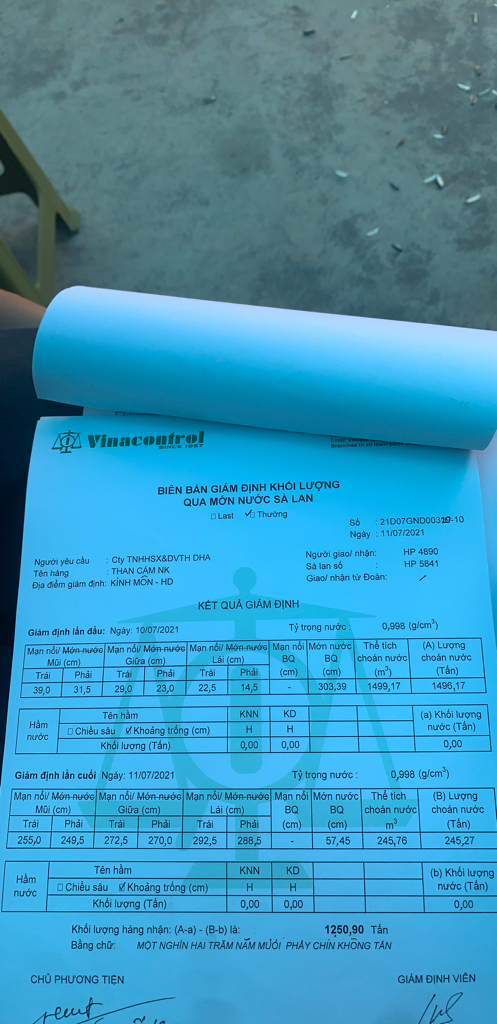 Vinacontrol
SINCE 1957
BIÊN BẢN GIÁM ĐỊNH KHỐI LƯỢNG
QUA MỚN NƯỚC SÀ LAN
Last Thường
Số : 21D07GND00319-10
Ngày : 11/07/2021
Người yêu cầu : Cty TNHHSX&DVTH DHA
Người giao/ nhận: HP 4890
Tên hàng : THAN CÁM NK
Sà lan số : HP 5841
Địa điểm giám định: KINH MÔN - HD
Giao/ nhận từ Đoàn: /
KẾT QUẢ GIÁM ĐỊNH
Giám định lần đầu: Ngày: 10/07/2021 Tỷ trọng nước : 0,998 (g/cm³)
Mạn nổi/ Mớn nước Mũi (cm) Mạn nổi/ Mớn nước Giữa (cm) Mạn nổi/ Mớn nước Lái (cm) Mạn nổi BQ (cm) Mớn nước BQ (cm) Thể tích choán nước (m³) (A) Lượng choán nước (Tấn)
Trái Phải Trái Phải Trái Phải
39,0 31,5 29,0 23,0 22,5 14,5 - 303,39 1499,17 1496,17
Hầm nước Tên hầm KNN KD (a) Khối lượng nước (Tấn)
Chiều sâu Khoảng trống (cm) H H
Khối lượng (Tấn) 0,00 0,00 0,00
Giám định lần cuối Ngày: 11/07/2021 Tỷ trọng nước : 0,998 (g/cm³)
Mạn nổi/ Mớn nước Mũi (cm) Mạn nổi/ Mớn nước Giữa (cm) Mạn nổi/ Mớn nước Lái (cm) Mạn nổi BQ (cm) Mớn nước BQ (cm) Thể tích choán nước m³ (B) Lượng choán nước (Tấn)
Trái Phải Trái Phải Trái Phải
255,0 249,5 272,5 270,0 292,5 288,5 - 57,45 245,76 245,27
Hầm nước Tên hầm KNN KD (b) Khối lượng nước (Tấn)
Chiều sâu Khoảng trống (cm) H H
Khối lượng (Tấn) 0,00 0,00 0,00
Khối lượng hàng nhận: (A-a) - (B-b) là: 1250,90 Tấn
Bằng chữ: MỘT NGHÌN HAI TRĂM NĂM MƯƠI PHẨY CHÍN KHÔNG TẤN
CHỦ PHƯƠNG TIỆN GIÁM ĐỊNH VIÊN